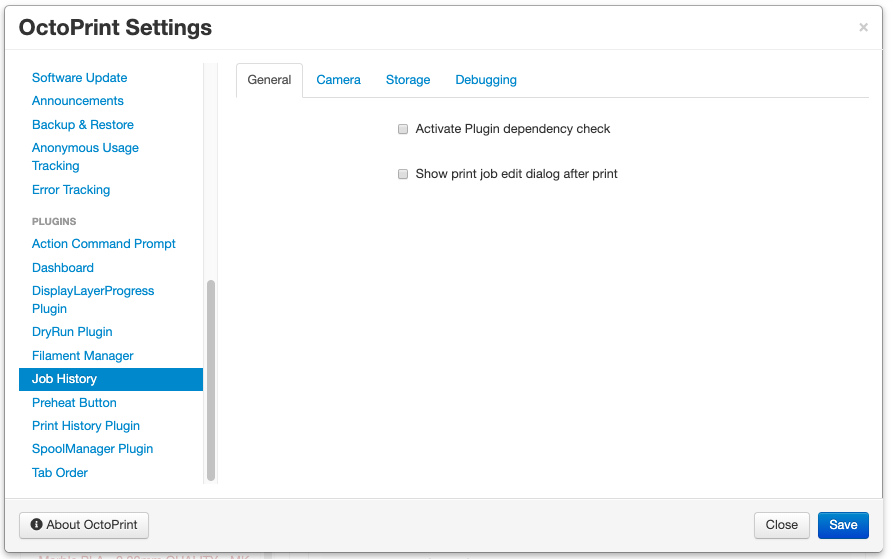 OctoPrint Settings
×
Software Update
Announcements
Backup & Restore
Anonymous Usage
Tracking
Error Tracking
PLUGINS
Action Command Prompt
Dashboard
DisplayLayerProgress
Plugin
DryRun Plugin
Filament Manager
Job History
Preheat Button
Print History Plugin
SpoolManager Plugin
Tab Order
General Camera Storage Debugging
Activate Plugin dependency check
Show print job edit dialog after print
About OctoPrint
Close Save